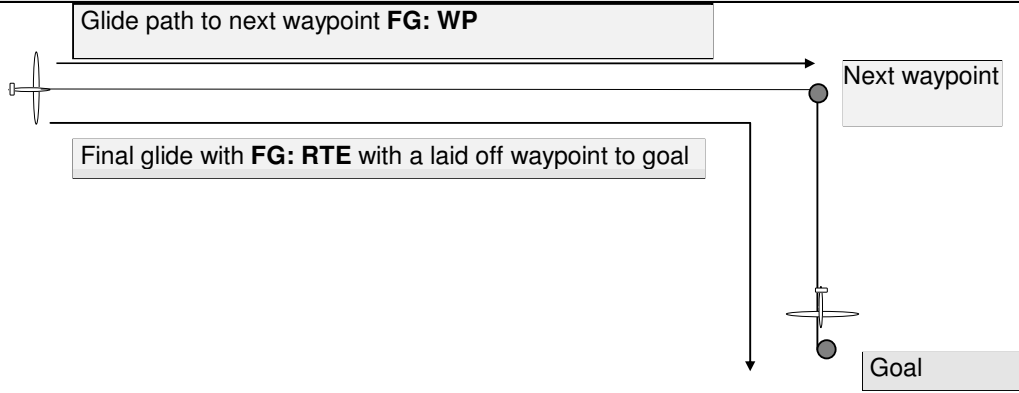 Glide path to next waypoint FG: WP
Next waypoint
Final glide with FG: RTE with a laid off waypoint to goal
Goal